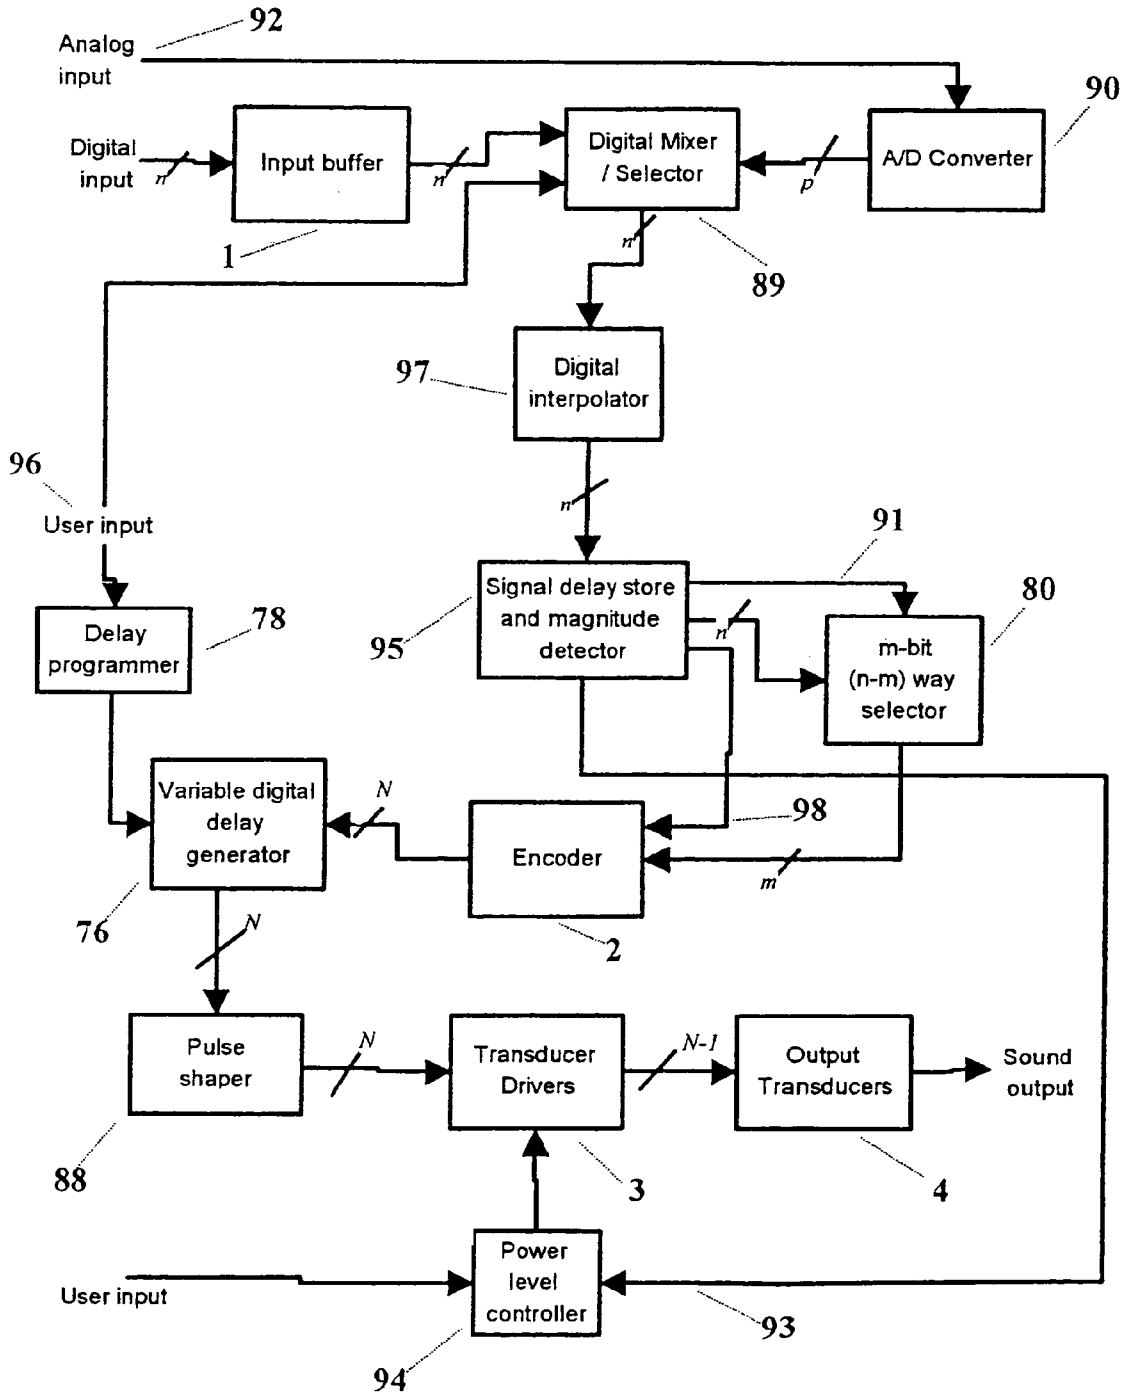 92
Analog
input
90
Digital
input
n
Input buffer
n
Digital Mixer
/ Selector
p
A/D Converter
1
n
89
97
Digital
interpolator
96
User input
n
91
Signal delay store
and magnitude
detector
n
80
m-bit
(n-m) way
selector
95
Delay
programmer
78
Variable digital
delay
generator
N
Encoder
98
m
76
N
2
Pulse
shaper
N
Transducer
Drivers
N-1
Output
Transducers
Sound
output
88
3
4
User input
Power
level
controller
93
94